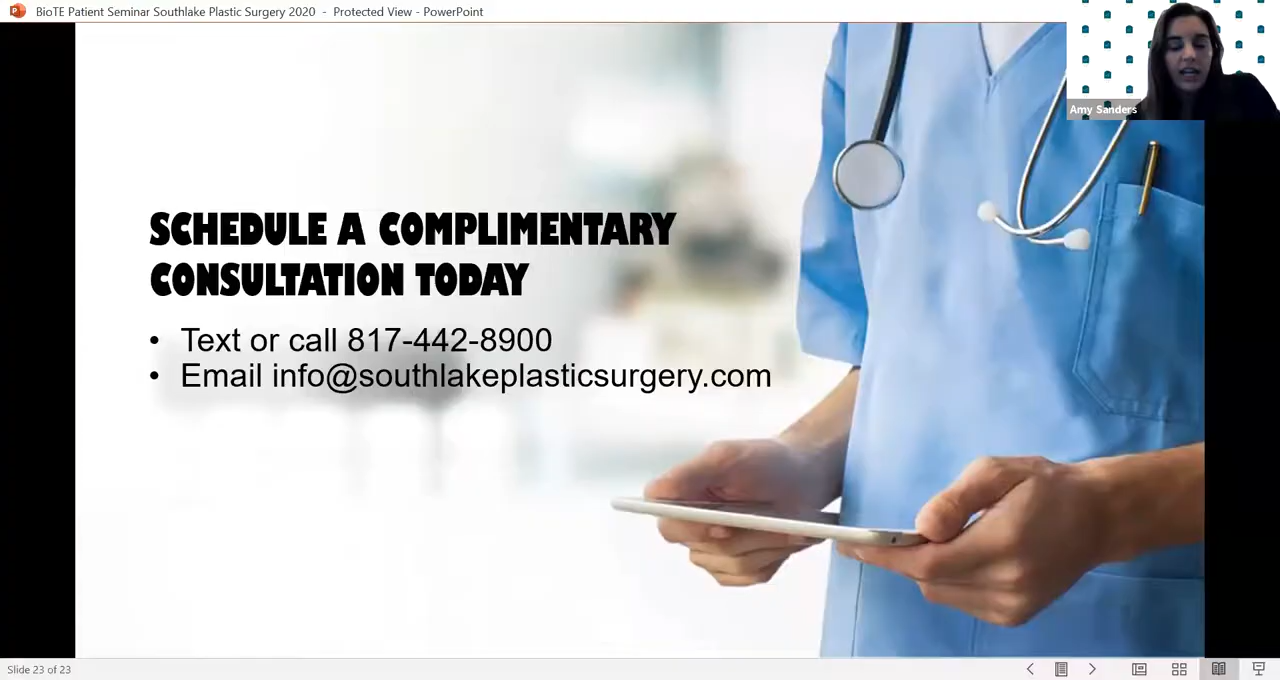 BioTE Patient Seminar Southlake Plastic Surgery 2020 - Protected View - PowerPoint
Amy Sanders
SCHEDULE A COMPLIMENTARY
CONSULTATION TODAY
• Text or call 817-442-8900
• Email info@southlakeplasticsurgery.com
Slide 23 of 23